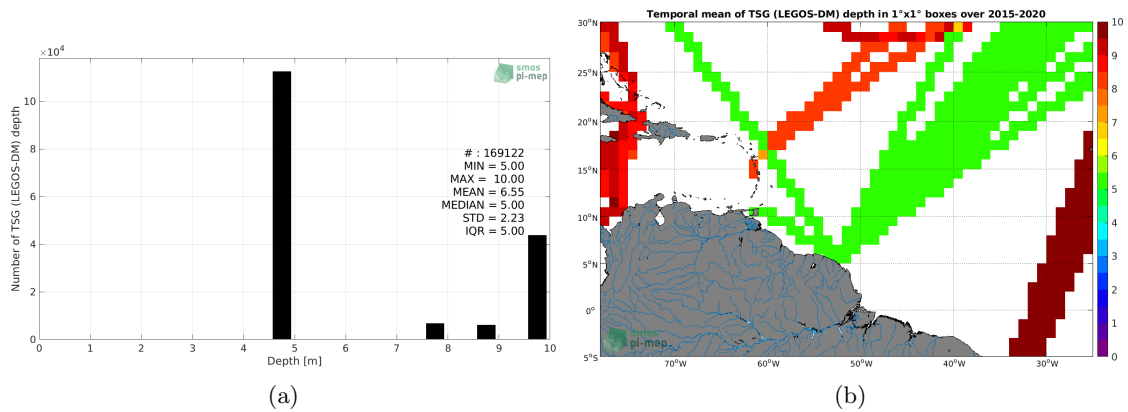 ×10⁴
10
8
6
4
2
0
Number of TSG (LEGOS-DM) depth
smos
pi-mep
# : 169122
MIN = 5.00
MAX = 10.00
MEAN = 6.55
MEDIAN = 5.00
STD = 2.23
IQR = 5.00
0 1 2 3 4 5 6 7 8 9 10
Depth [m]
(a)
Temporal mean of TSG (LEGOS-DM) depth in 1°x1° boxes over 2015-2020
30°N
25°N
20°N
15°N
10°N
5°N
0°
5°S
70°W 60°W 50°W 40°W 30°W
smos
pi-mep
10
9
8
7
6
5
4
3
2
1
0
(b)